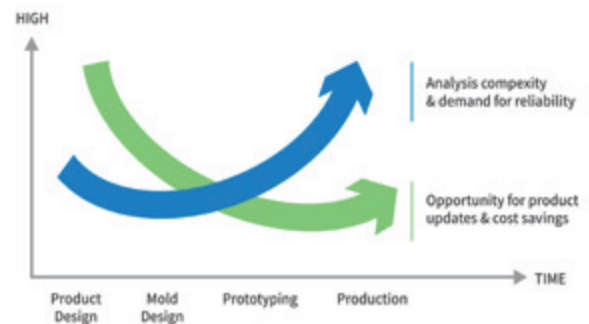 HIGH
Analysis compexity
& demand for reliability
Opportunity for product
updates & cost savings
TIME
Product
Design
Mold
Design
Prototyping
Production